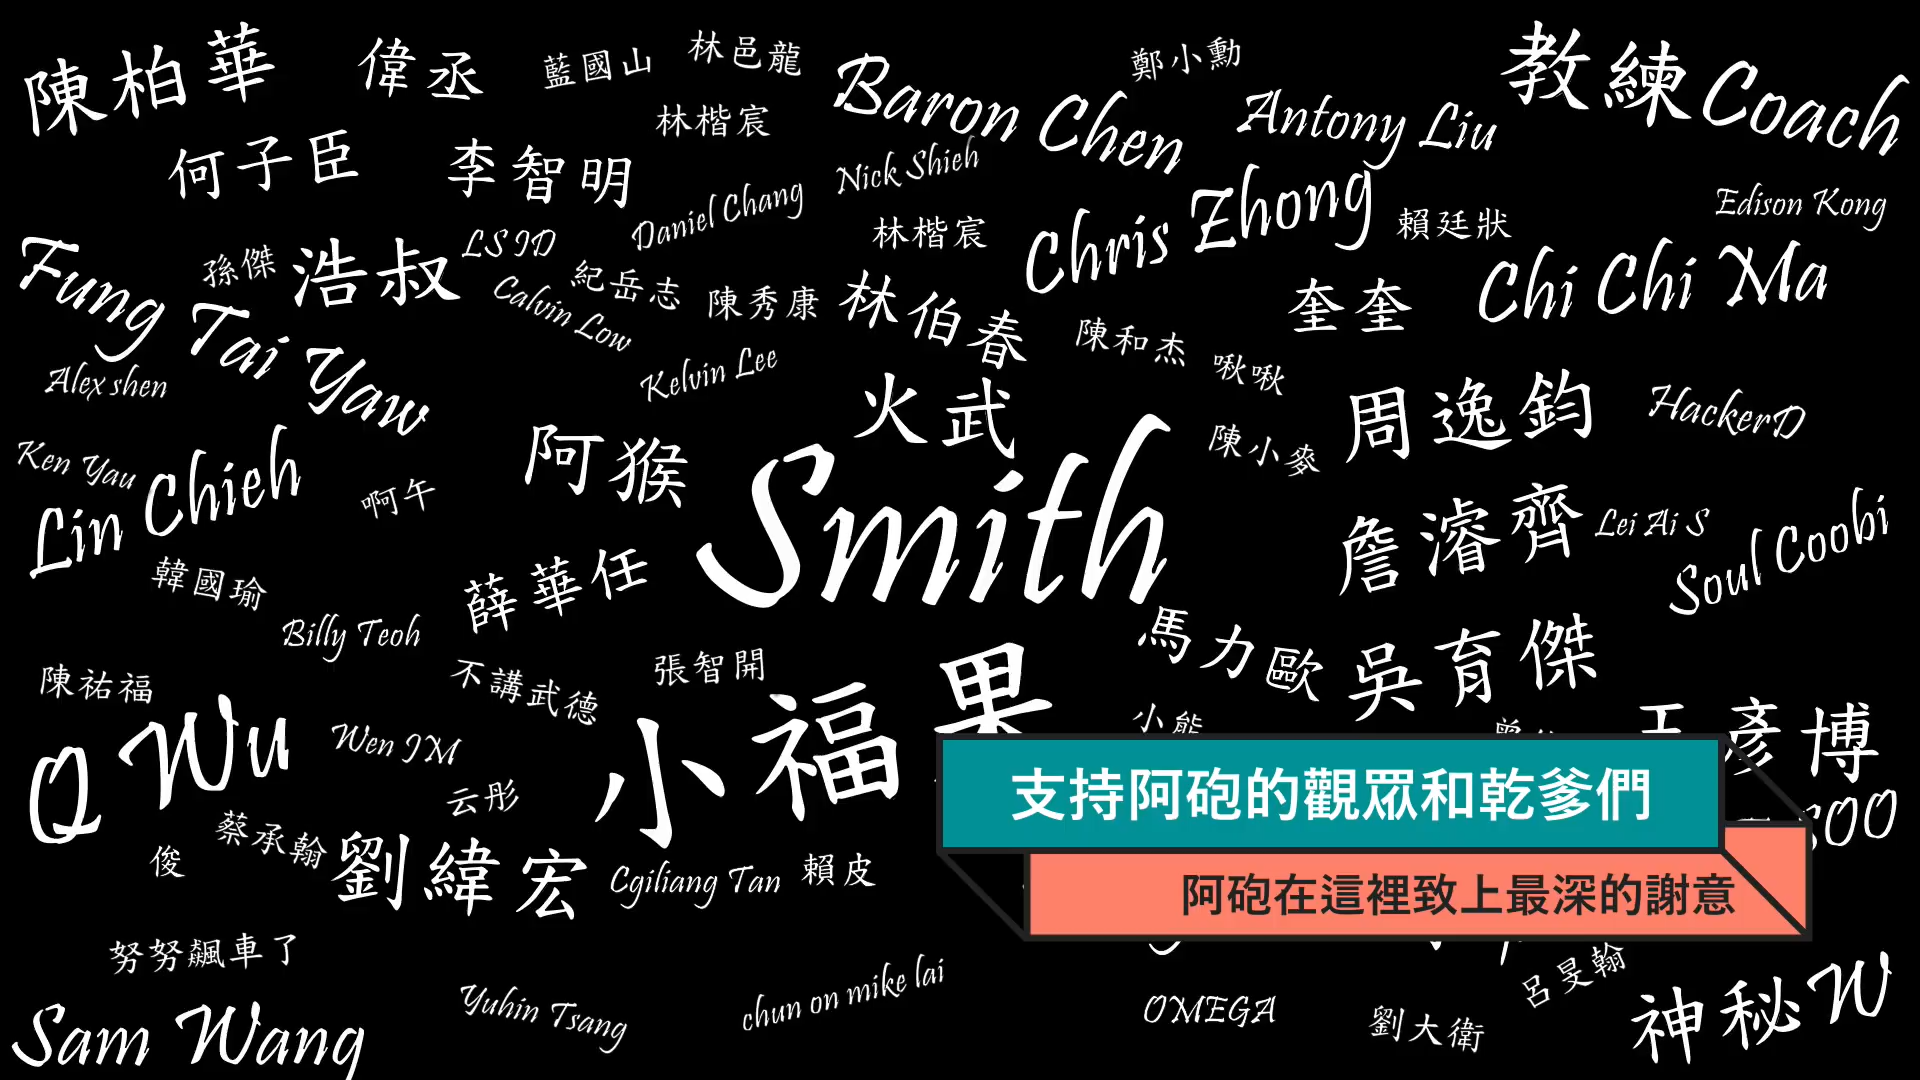 陳柏華
偉丞
藍國山
林邑龍
鄭小勳
教練Coach
Baron Chen
Antony Liu
林楷宸
何子臣
李智明
Nick Shieh
Daniel Chang
Chris Zhong
賴廷狀
Edison Kong
林楷宸
Fung Tai Yaw
孫傑
浩叔
LS JD
紀岳志
Calvin Low
陳秀康
林伯春
奎奎
Chi Chi Ma
陳和杰
啾啾
Alex shen
Kelvin Lee
火武
周逸鈞
HackerD
Ken Yau
Lin Chieh
啊午
阿猴
Smith
陳小麥
詹濬齊
Lei Ai S
Soul Coobi
韓國瑜
Billy Teoh
薛華任
馬力歐
吳育傑
陳祐福
不講武德
張智開
小福果
小熊
彥博
Q Wu
Wen JM
云彤
支持阿砲的觀眾和乾爹們
俊
蔡承翰
劉緯宏
Cgiliang Tan
賴皮
阿砲在這裡致上最深的謝意
努努飆車了
呂旻翰
Sam Wang
Yuhin Tsang
chun on mike lai
OMEGA
劉大衛
神秘W